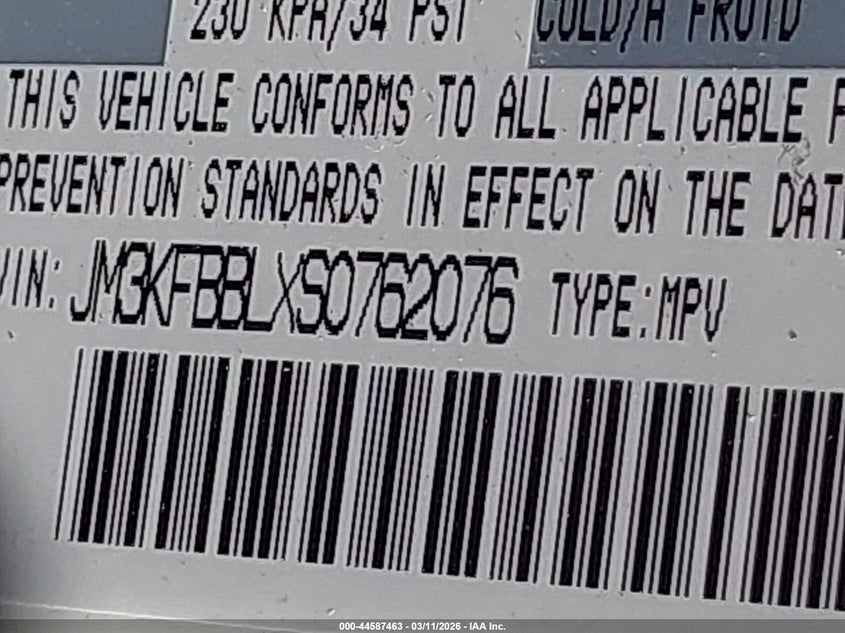 230 KPA/34 PSI COLD/A FROID
THIS VEHICLE CONFORMS TO ALL APPLICABLE
PREVENTION STANDARDS IN EFFECT ON THE DATE
VIN: JM3KFBBLXS0762076 TYPE:MPV
000-44587463 - 03/11/2026 - IAA Inc.